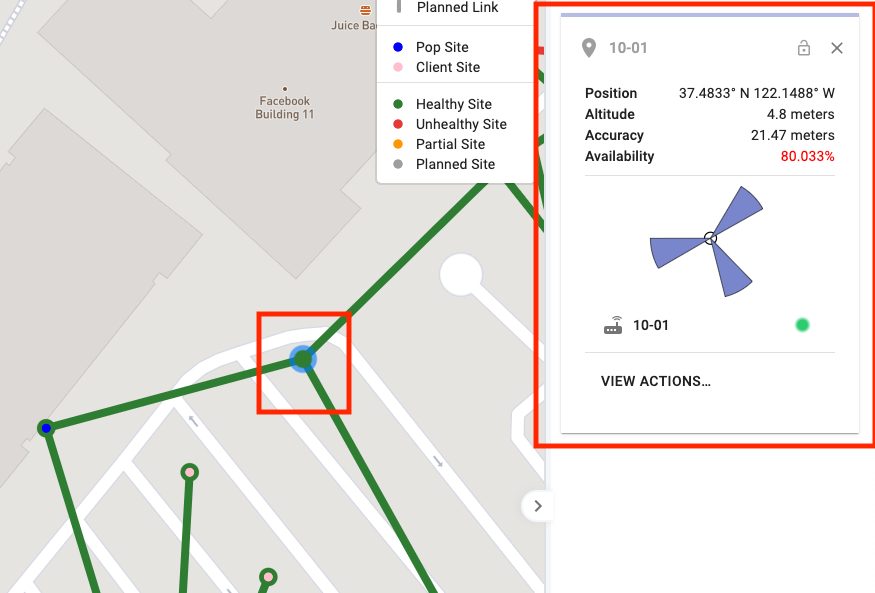 Juice Ba
Facebook
Building 11
Planned Link
Pop Site
Client Site
Healthy Site
Unhealthy Site
Partial Site
Planned Site
10-01
Position 37.4833° N 122.1488° W
Altitude 4.8 meters
Accuracy 21.47 meters
Availability 80.033%
10-01
VIEW ACTIONS...